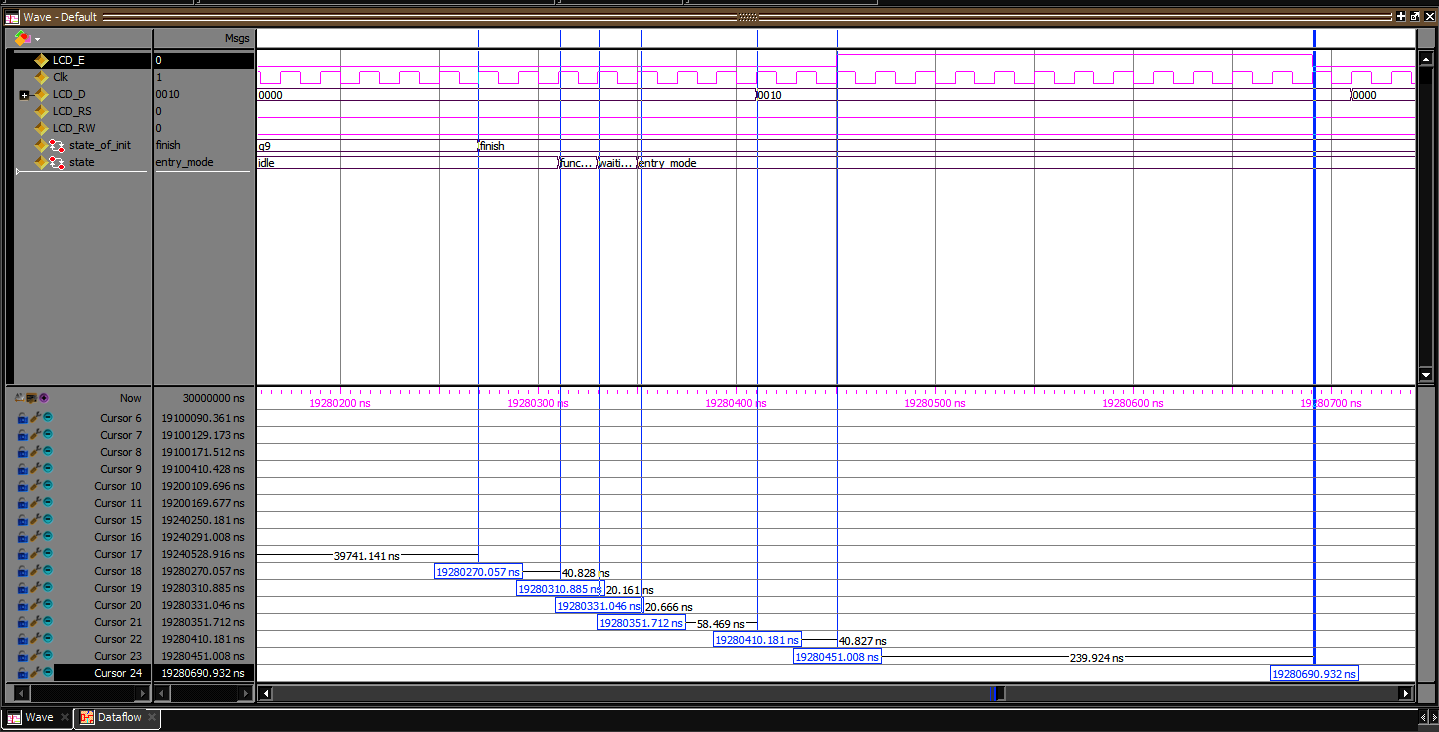 Wave - Default
Msgs
LCD_E 0
Clk 1
LCD_D 0010 0000 0010 0000
LCD_RS 0
LCD_RW 0
state_of_init finish g9 finish
state entry_mode idle func... waiti... entry_mode
Now 30000000 ns 19280200 ns 19280300 ns 19280400 ns 19280500 ns 19280600 ns 19280700 ns
Cursor 6 19100090.361 ns
Cursor 7 19100129.173 ns
Cursor 8 19100171.512 ns
Cursor 9 19100410.428 ns
Cursor 10 19200109.696 ns
Cursor 11 19200169.677 ns
Cursor 15 19240250.181 ns
Cursor 16 19240291.008 ns
Cursor 17 19240528.916 ns 39741.141 ns
Cursor 18 19280270.057 ns 19280270.057 ns 40.828 ns
Cursor 19 19280310.885 ns 19280310.885 ns 20.161 ns
Cursor 20 19280331.046 ns 19280331.046 ns 20.666 ns
Cursor 21 19280351.712 ns 19280351.712 ns 58.469 ns
Cursor 22 19280410.181 ns 19280410.181 ns 40.827 ns
Cursor 23 19280451.008 ns 19280451.008 ns 239.924 ns
Cursor 24 19280690.932 ns 19280690.932 ns
Wave Dataflow